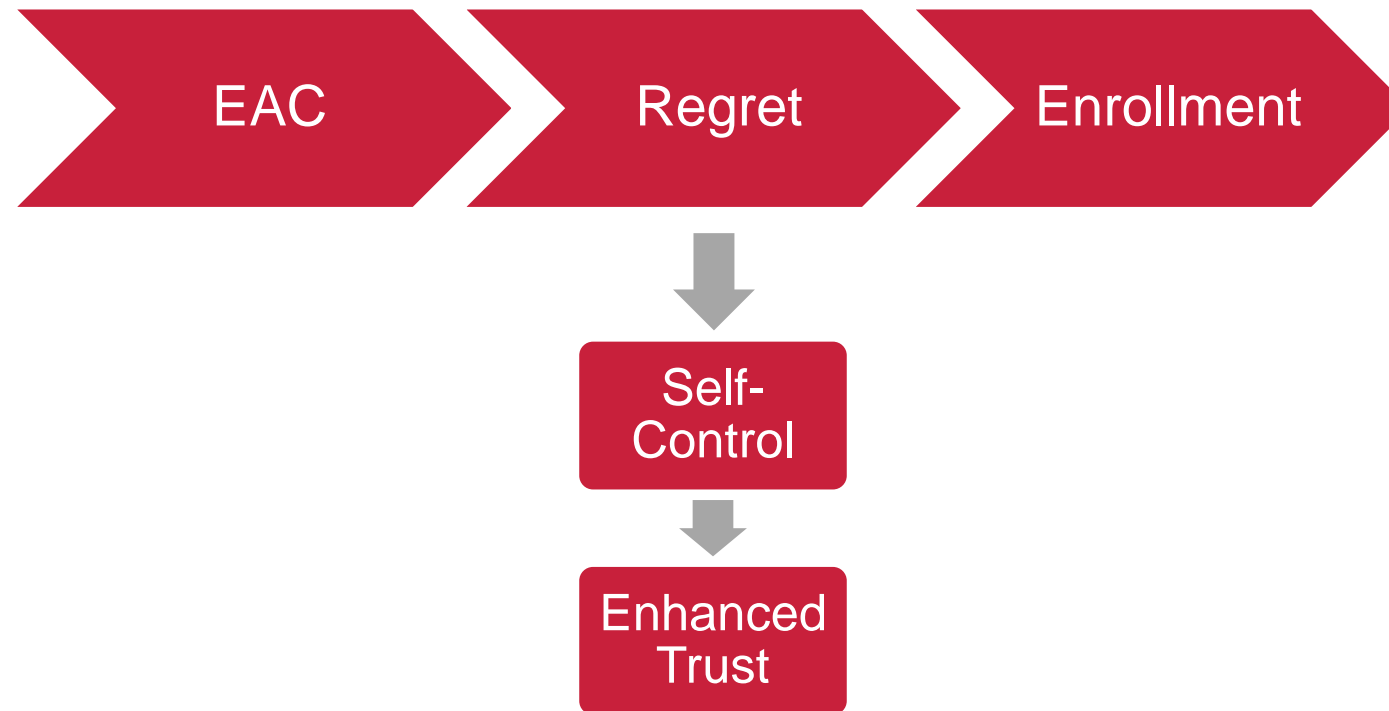 EAC
Regret
Enrollment
Self-
Control
Enhanced
Trust